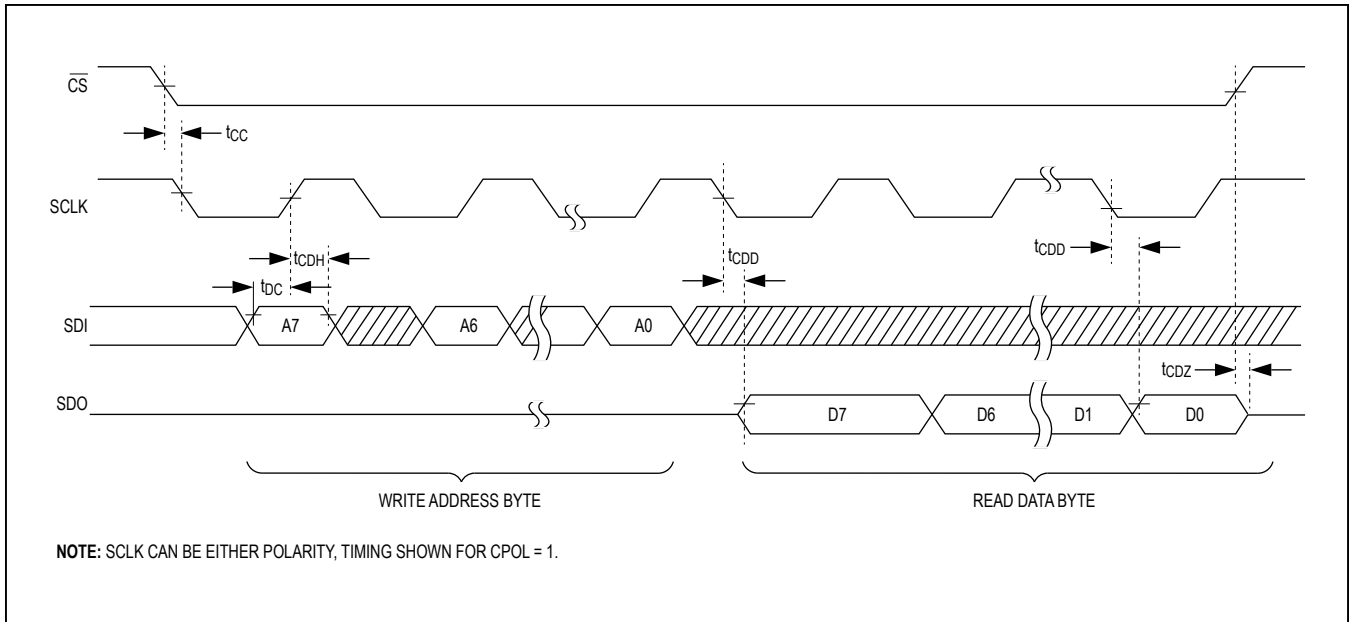 CS
tCC
SCLK
tCDD
tCDD
tCDH
tDC
SDI
A7
A6
A0
tCDZ
SDO
D7
D6
D1
D0
WRITE ADDRESS BYTE
READ DATA BYTE
NOTE: SCLK CAN BE EITHER POLARITY, TIMING SHOWN FOR CPOL = 1.